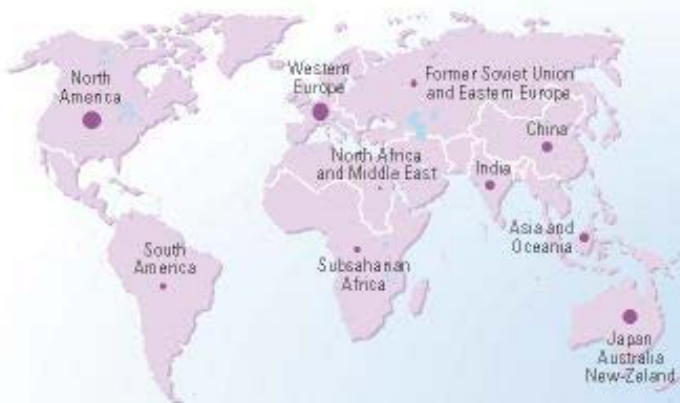 North
America
Western
Europe
Former Soviet Union
and Eastern Europe
China
North Africa
and Middle East
India
South
America
Subsaharian
Africa
Asia and
Oceania
Japan
Australia
New-Zeland